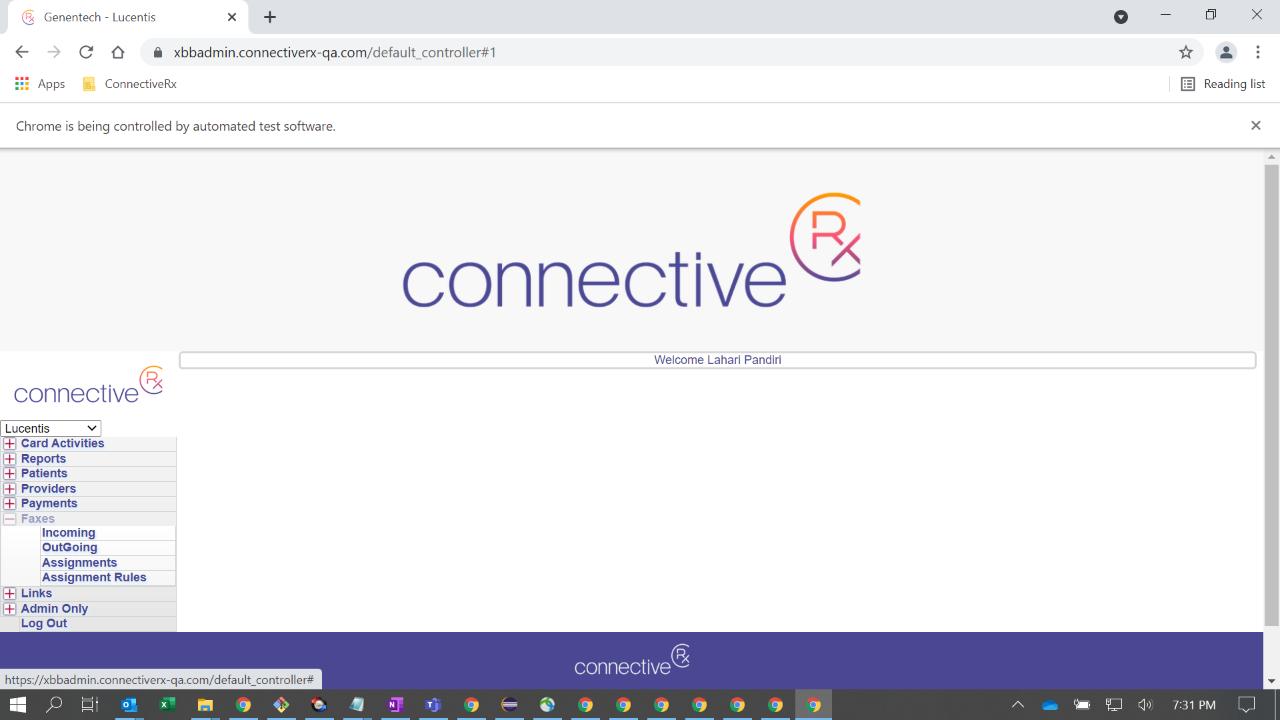 Genentech - Lucentis
xbbadmin.connectiverx-qa.com/default_controller#1
Apps
ConnectiveRx
Reading list
Chrome is being controlled by automated test software.
connective Rx
Welcome Lahari Pandiri
connective Rx
Lucentis
Card Activities
Reports
Patients
Providers
Payments
Faxes
Incoming
OutGoing
Assignments
Assignment Rules
Links
Admin Only
Log Out
connective Rx
https://xbbadmin.connectiverx-qa.com/default_controller#
7:31 PM